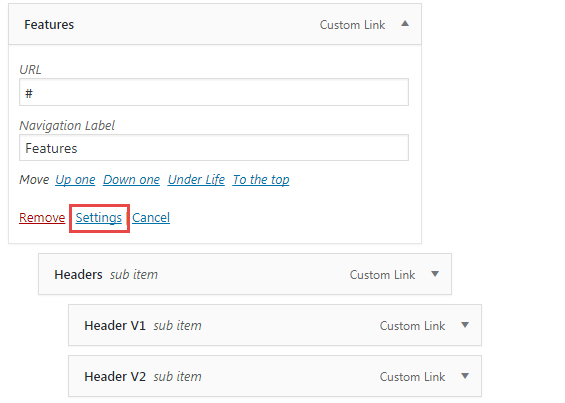 Features Custom Link
URL
#
Navigation Label
Features
Move Up one Down one Under Life To the top
Remove Settings | Cancel
Headers sub item Custom Link
Header V1 sub item Custom Link
Header V2 sub item Custom Link